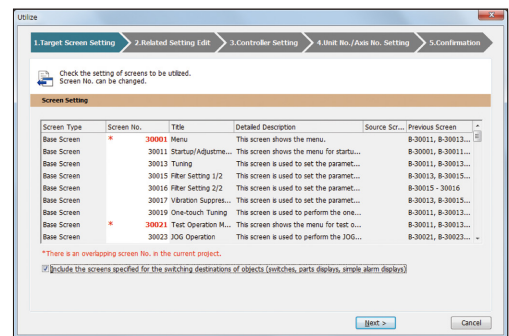 Utilize
1.Target Screen Setting 2.Related Setting Edit 3.Controller Setting 4.Unit No./Axis No. Setting 5.Confirmation
Check the setting of screens to be utilized.
Screen No. can be changed.
Screen Setting
Screen Type Screen No. Title Detailed Description Source Scr... Previous Screen
Base Screen * 30001 Menu This screen shows the menu. B-30011, B-30013...
Base Screen 30011 Startup/Adjustme... This screen shows the menu for startu... B-30001, B-30011...
Base Screen 30013 Tuning This screen is used to set the paramet... B-30011, B-30013...
Base Screen 30015 Filter Setting 1/2 This screen is used to set the paramet... B-30013, B-30015...
Base Screen 30016 Filter Setting 2/2 This screen is used to set the paramet... B-30015 - 30016
Base Screen 30017 Vibration Suppres... This screen is used to set the paramet... B-30013, B-30017...
Base Screen 30019 One-touch Tuning This screen is used to perform the one... B-30011, B-30013...
Base Screen * 30021 Test Operation M... This screen shows the menu for test o... B-30011, B-30013...
Base Screen 30023 JOG Operation This screen is used to perform the JOG... B-30021, B-30023...
*There is an overlapping screen No. in the current project.
Include the screens specified for the switching destinations of objects (switches, parts displays, simple alarm displays)
Next > Cancel